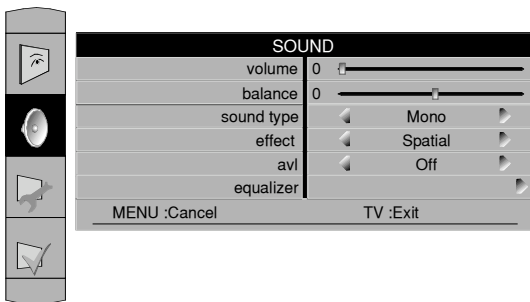 SOUND
volume 0
balance 0
sound type Mono
effect Spatial
avl Off
equalizer
MENU :Cancel TV :Exit